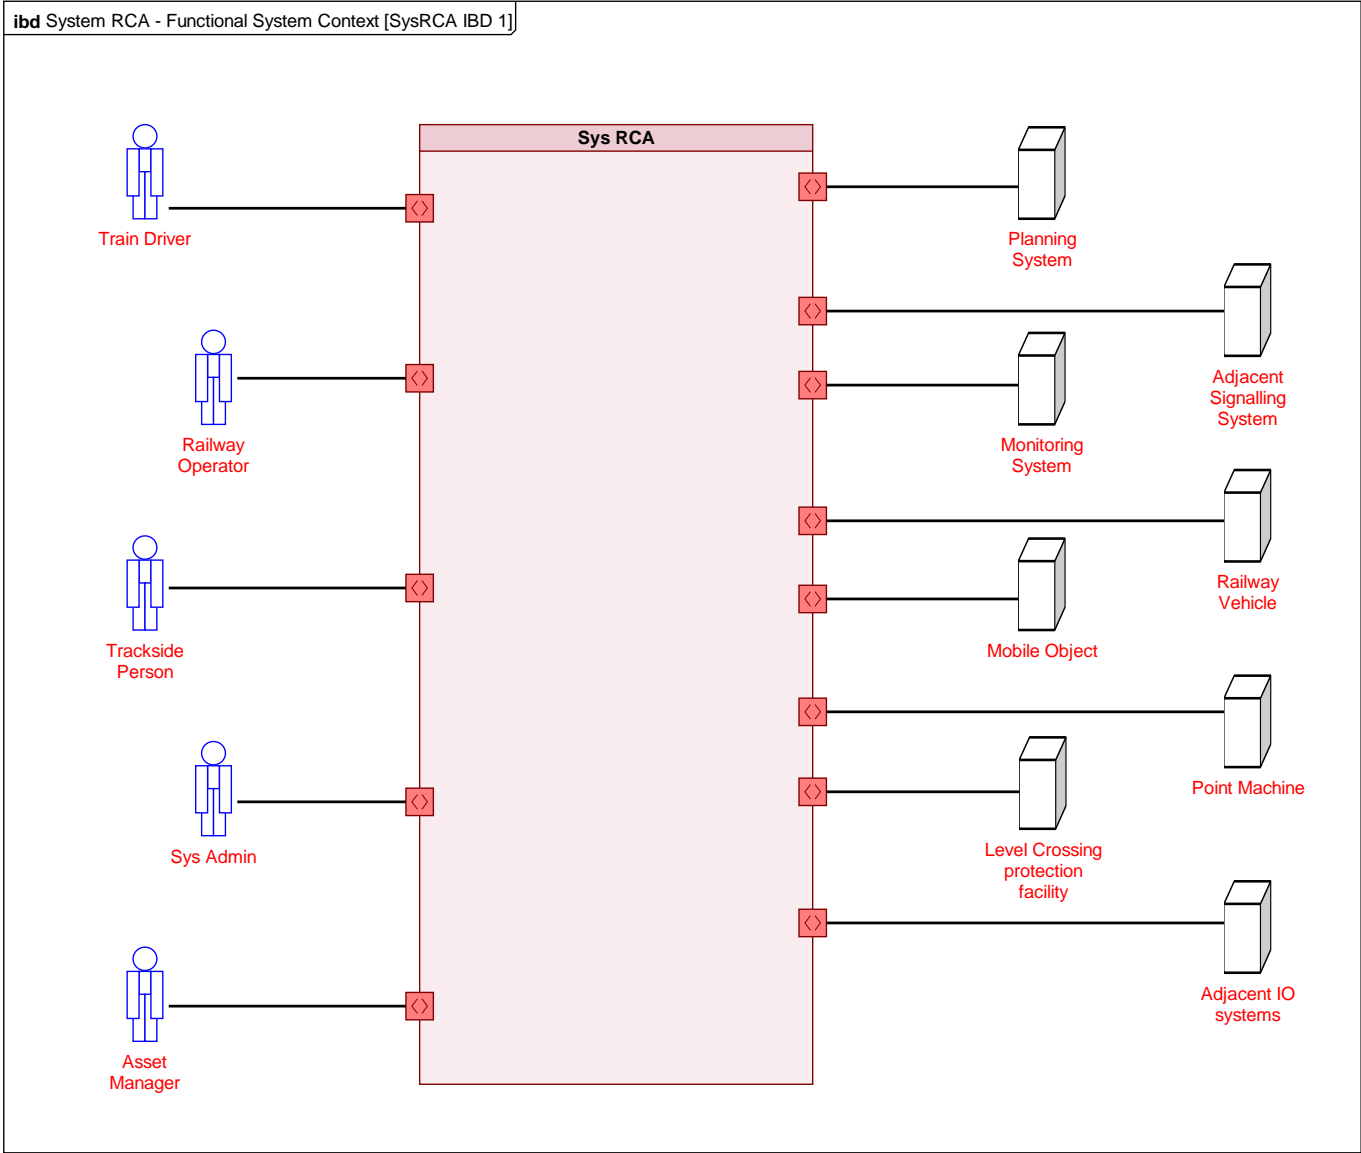 ibd System RCA - Functional System Context [SysRCA IBD 1]
Sys RCA
Train Driver
Railway
Operator
Trackside
Person
Sys Admin
Asset
Manager
Planning
System
Adjacent
Signalling
System
Monitoring
System
Railway
Vehicle
Mobile Object
Point Machine
Level Crossing
protection
facility
Adjacent IO
systems